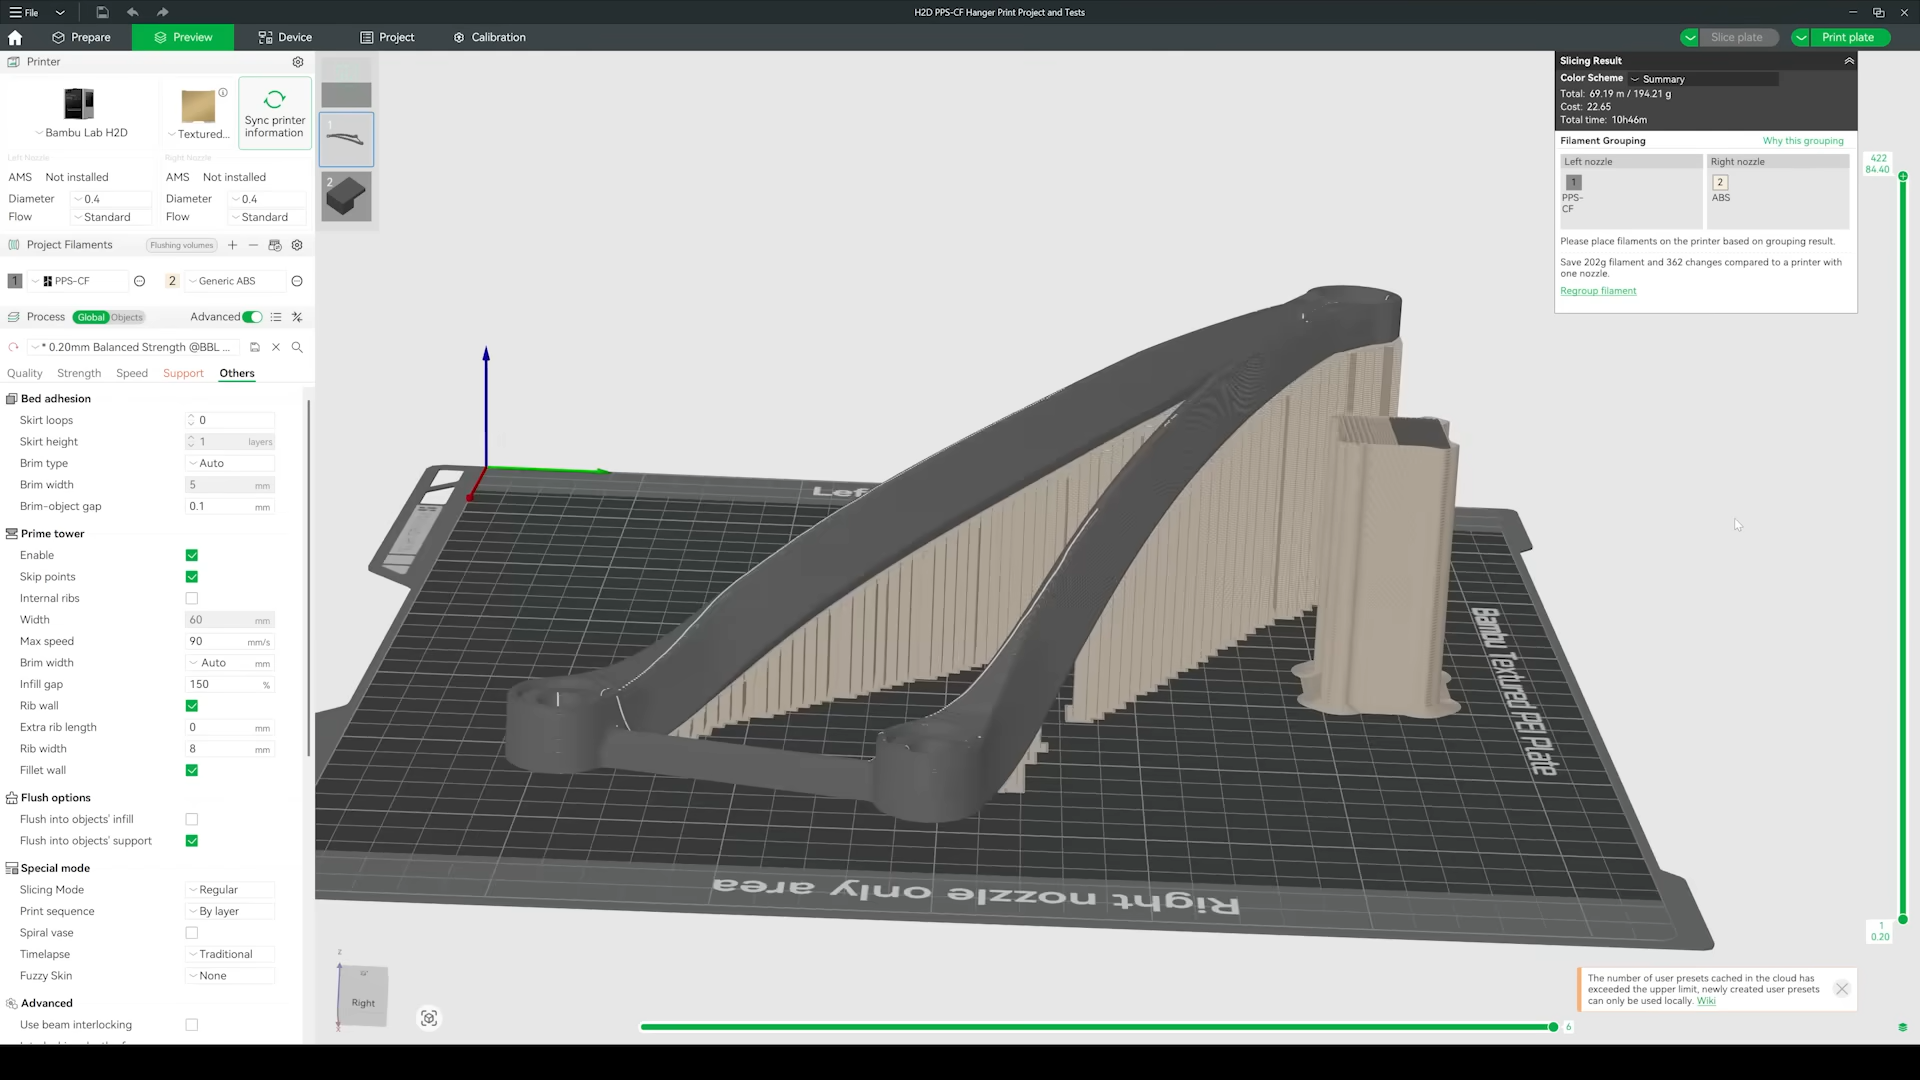 File
H2D PPS-CF Hanger Print Project and Tests
Prepare
Preview
Device
Project
Calibration
Slice plate
Print plate
Printer
Bambu Lab H2D
Textured...
Sync printer
information
Left Nozzle
Right Nozzle
AMS Not installed
AMS Not installed
Diameter 0.4
Diameter 0.4
Flow Standard
Flow Standard
Project Filaments
Flushing volumes
1 PPS-CF
2 Generic ABS
Process Global Objects Advanced
* 0.20mm Balanced Strength @BBL ...
Quality Strength Speed Support Others
Bed adhesion
Skirt loops 0
Skirt height 1 layers
Brim type Auto
Brim width 5 mm
Brim-object gap 0.1 mm
Prime tower
Enable
Skip points
Internal ribs
Width 60 mm
Max speed 90 mm/s
Brim width Auto mm
Infill gap 150 %
Rib wall
Extra rib length 0 mm
Rib width 8 mm
Fillet wall
Flush options
Flush into objects' infill
Flush into objects' support
Special mode
Slicing Mode Regular
Print sequence By layer
Spiral vase
Timelapse Traditional
Fuzzy Skin None
Advanced
Use beam interlocking
1
2
Lef
Bambu Textured PEI Plate
Right nozzle only area
Z
Right
6
Slicing Result
Color Scheme Summary
Total: 69.19 m / 194.21 g
Cost: 22.65
Total time: 10h46m
Filament Grouping Why this grouping
Left nozzle
1
PPS-
CF
Right nozzle
2
ABS
Please place filaments on the printer based on grouping result.
Save 202g filament and 362 changes compared to a printer with
one nozzle.
Regroup filament
422
84.40
1
0.20
The number of user presets cached in the cloud has
exceeded the upper limit, newly created user presets
can only be used locally. Wiki